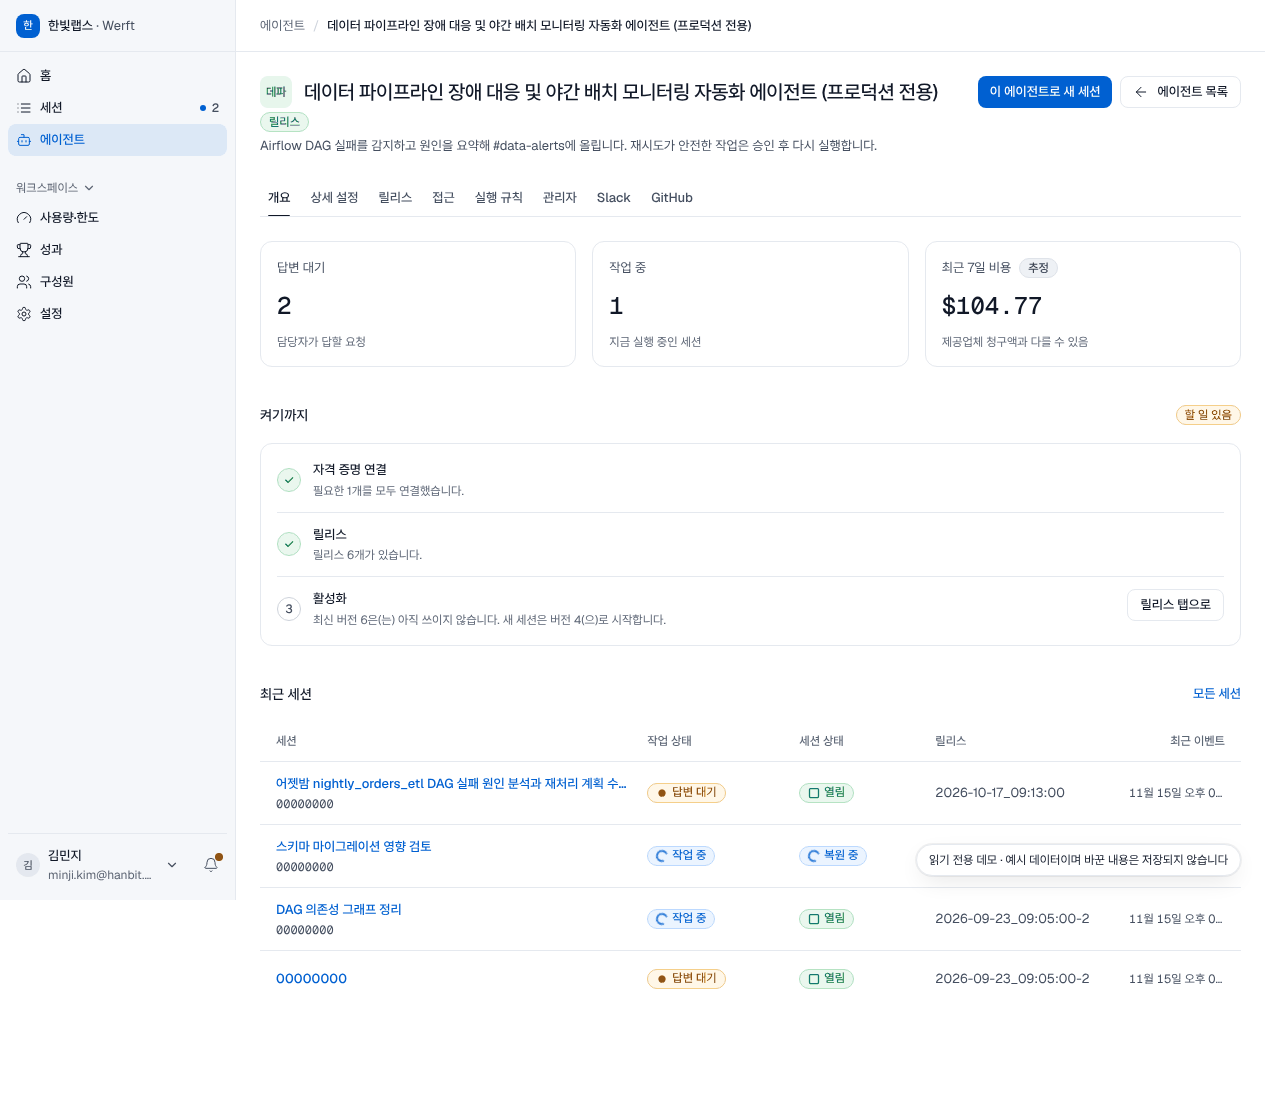 한 한빛랩스 · Werft
홈
세션 2
에이전트
워크스페이스
사용량·한도
성과
구성원
설정
김 김민지
minji.kim@hanbit....
에이전트 / 데이터 파이프라인 장애 대응 및 야간 배치 모니터링 자동화 에이전트 (프로덕션 전용)
데파 데이터 파이프라인 장애 대응 및 야간 배치 모니터링 자동화 에이전트 (프로덕션 전용)
이 에이전트로 새 세션
에이전트 목록
릴리스
Airflow DAG 실패를 감지하고 원인을 요약해 #data-alerts에 올립니다. 재시도가 안전한 작업은 승인 후 다시 실행합니다.
개요 상세 설정 릴리스 접근 실행 규칙 관리자 Slack GitHub
답변 대기
2
담당자가 답할 요청
작업 중
1
지금 실행 중인 세션
최근 7일 비용 추정
$104.77
제공업체 청구액과 다를 수 있음
켜기까지
할 일 있음
자격 증명 연결
필요한 1개를 모두 연결했습니다.
릴리스
릴리스 6개가 있습니다.
3 활성화
최신 버전 6은(는) 아직 쓰이지 않습니다. 새 세션은 버전 4(으)로 시작합니다.
릴리스 탭으로
최근 세션
모든 세션
세션 작업 상태 세션 상태 릴리스 최근 이벤트
어젯밤 nightly_orders_etl DAG 실패 원인 분석과 재처리 계획 수...
00000000
답변 대기 열림 2026-10-17_09:13:00 11월 15일 오후 0...
스키마 마이그레이션 영향 검토
00000000
작업 중 복원 중
읽기 전용 데모 · 예시 데이터이며 바꾼 내용은 저장되지 않습니다
DAG 의존성 그래프 정리
00000000
작업 중 열림 2026-09-23_09:05:00-2 11월 15일 오후 0...
00000000 답변 대기 열림 2026-09-23_09:05:00-2 11월 15일 오후 0...